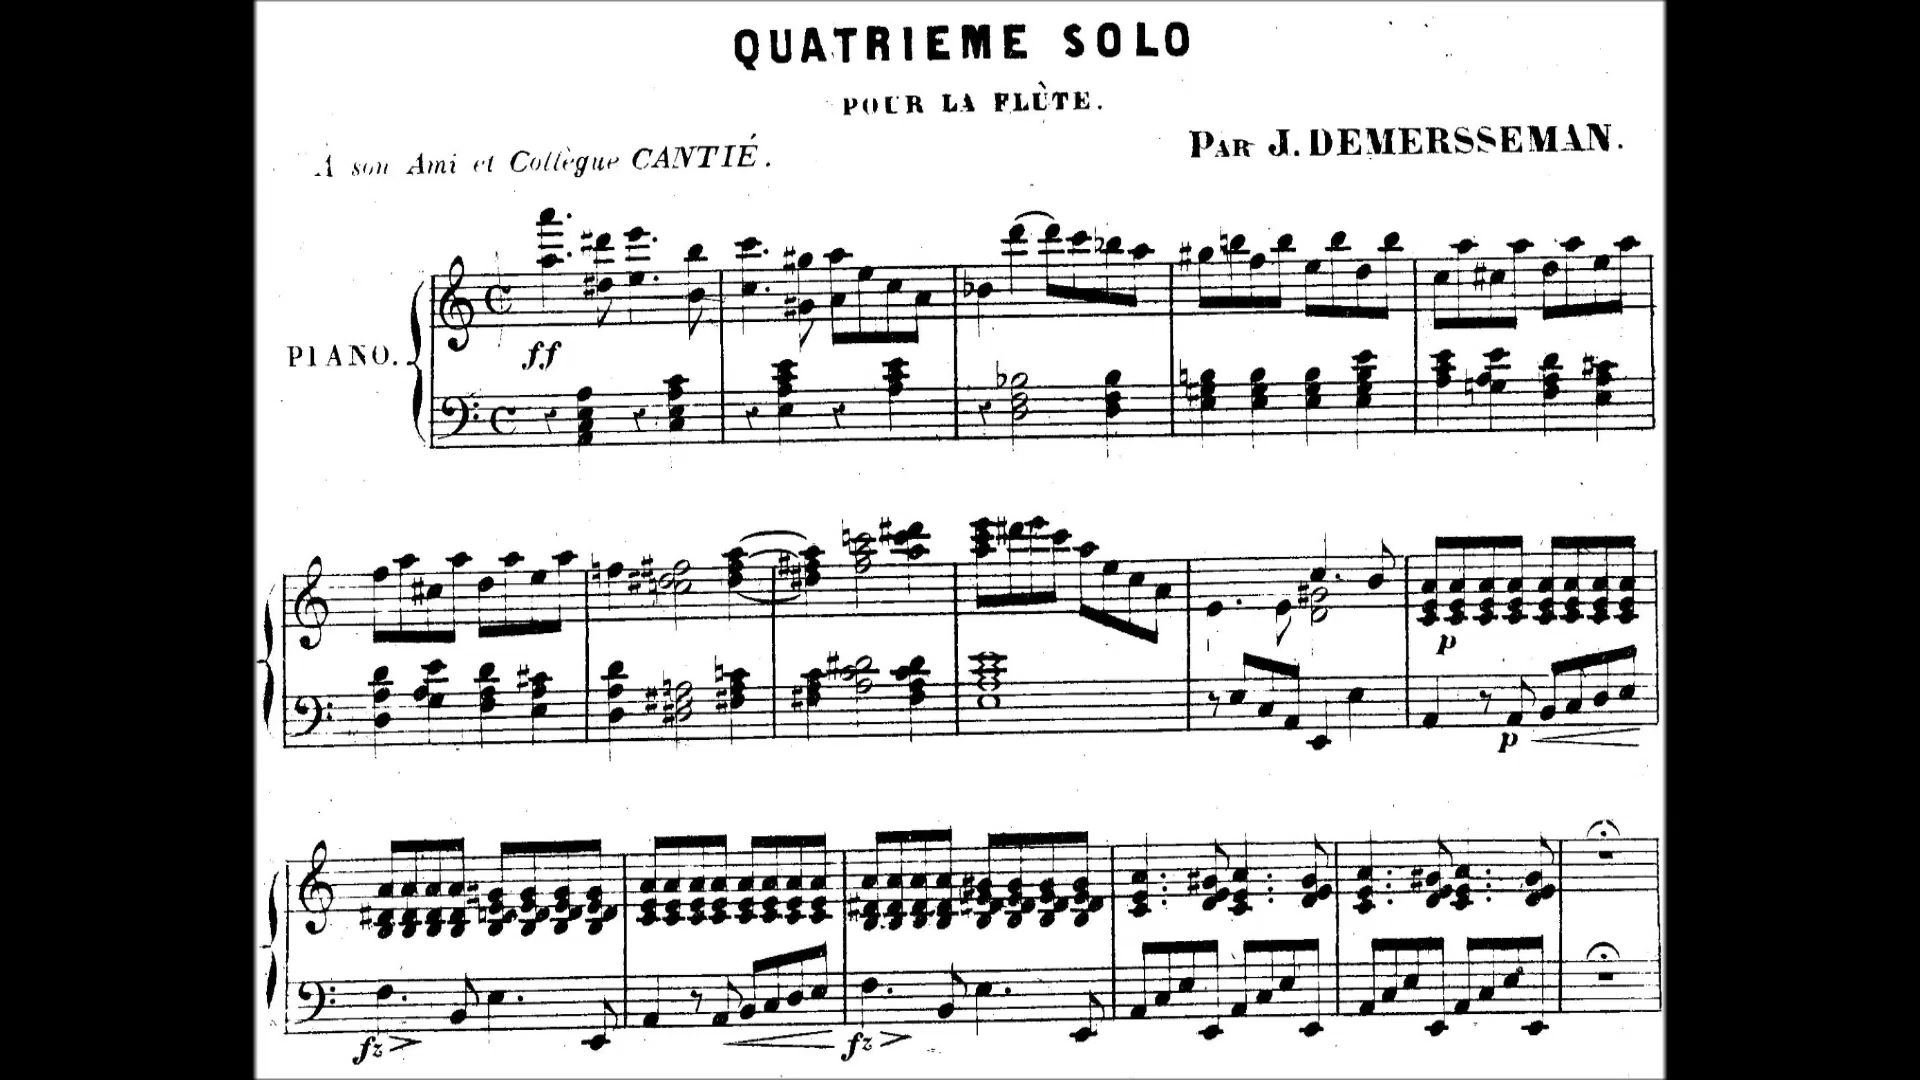 QUATRIEME SOLO
POUR LA FLÛTE.
A son Ami et Collègue CANTIÉ.
PAR J. DEMERSSEMAN.
PIANO.
ff
p
p
fz
fz